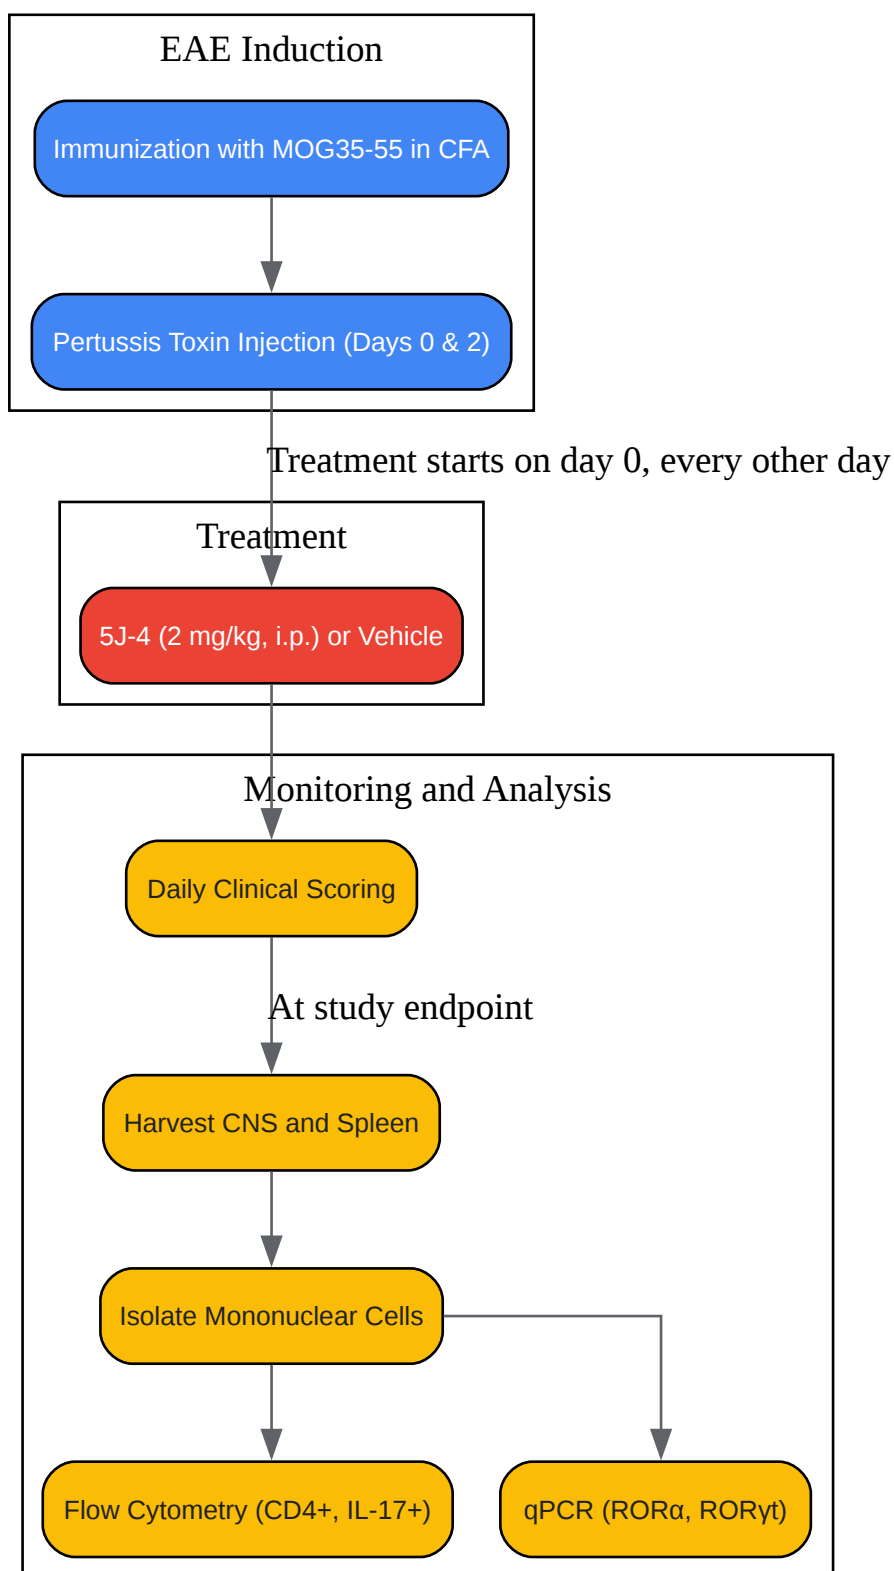 EAE Induction
Immunization with MOG35-55 in CFA
Pertussis Toxin Injection (Days 0 & 2)
Treatment starts on day 0, every other day
Treatment
5J-4 (2 mg/kg, i.p.) or Vehicle
Monitoring and Analysis
Daily Clinical Scoring
At study endpoint
Harvest CNS and Spleen
Isolate Mononuclear Cells
Flow Cytometry (CD4+, IL-17+)
qPCR (RORα, RORγt)